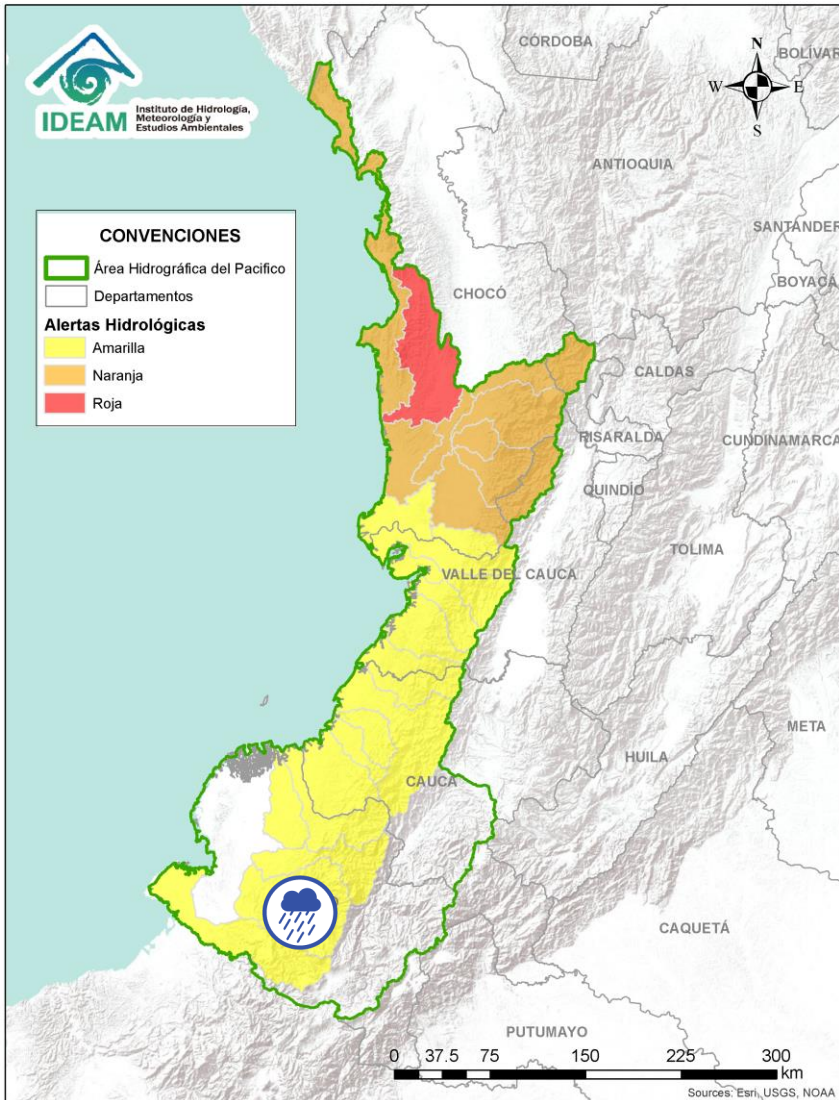 IDEAM
Instituto de Hidrología,
Meteorología y
Estudios Ambientales
CÓRDOBA
BOLÍVAR
N
W
E
S
ANTIOQUIA
SANTANDER
BOYACÁ
CONVENCIONES
Área Hidrográfica del Pacifico
Departamentos
Alertas Hidrológicas
Amarilla
Naranja
Roja
CHOCÓ
CALDAS
RISARALDA
CUNDINAMARCA
QUINDÍO
TOLIMA
VALLE DEL CAUCA
META
HUILA
CAUCA
CAQUETÁ
PUTUMAYO
0 37.5 75 150 225 300
km
Sources: Esri, USGS, NOAA